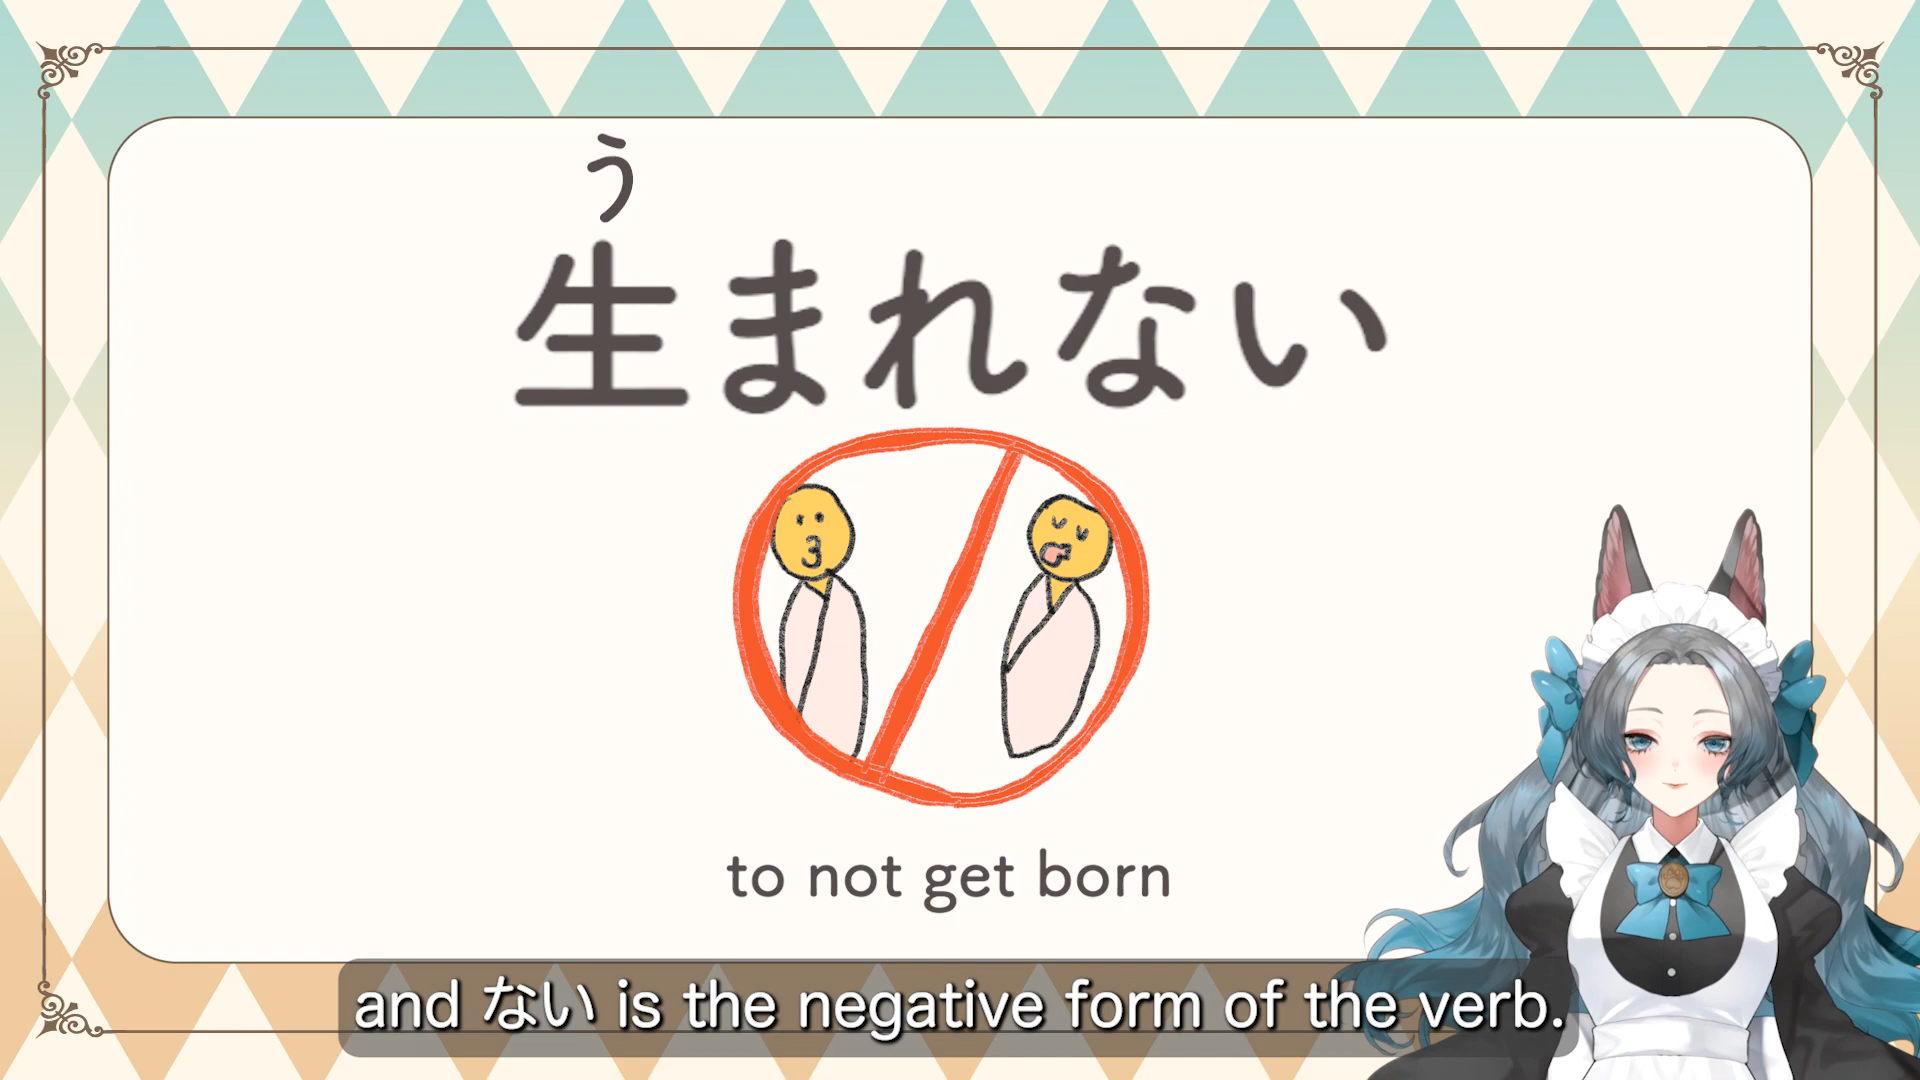 う
生まれない
to not get born
and ない is the negative form of the verb.